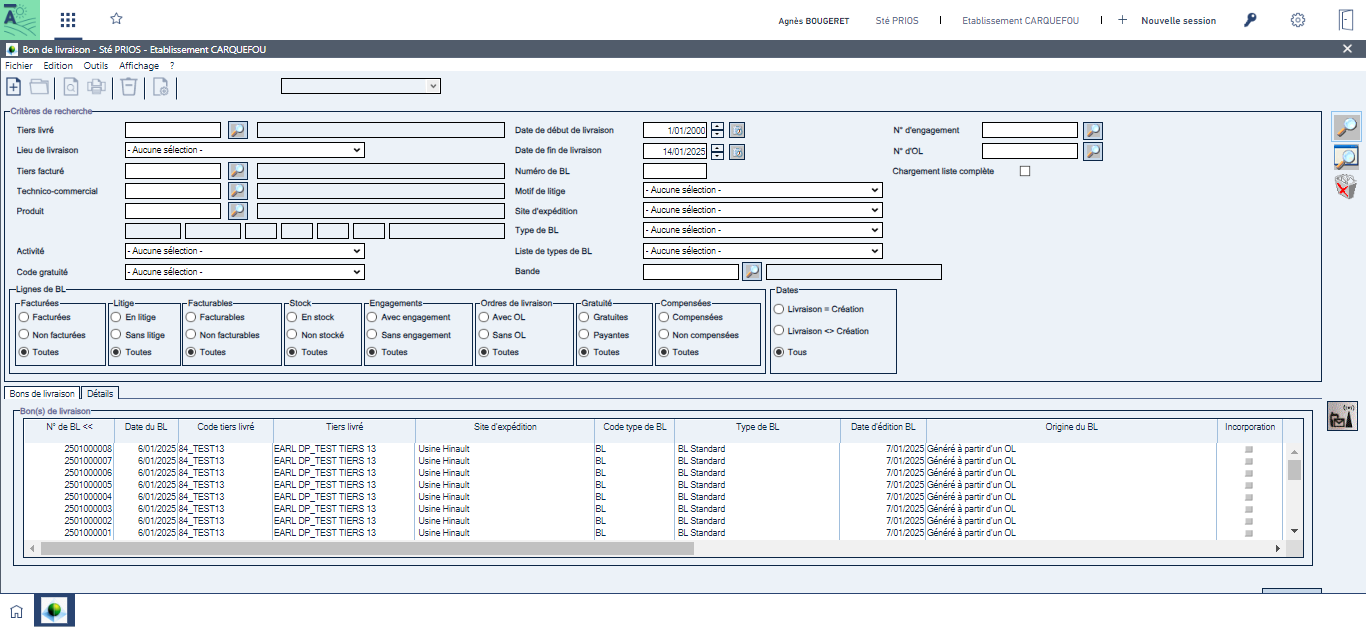 Agnès BOUGERET Sté PRIOS Etablissement CARQUEFOU + Nouvelle session
Bon de livraison - Sté PRIOS - Etablissement CARQUEFOU
Fichier Edition Outils Affichage ?
Critères de recherche
Tiers livré Date de début de livraison 1/01/2000 N° d'engagement
Lieu de livraison - Aucune sélection - Date de fin de livraison 14/01/2025 N° d'OL
Tiers facturé Numéro de BL Chargement liste complète
Technico-commercial Motif de litige - Aucune sélection -
Produit Site d'expédition - Aucune sélection -
Type de BL - Aucune sélection -
Activité - Aucune sélection - Liste de types de BL - Aucune sélection -
Code gratuité - Aucune sélection - Bande
Lignes de BL Dates
Facturées Litige Facturables Stock Engagements Ordres de livraison Gratuité Compensées
Facturées En litige Facturables En stock Avec engagement Avec OL Gratuites Compensées Livraison = Création
Non facturées Sans litige Non facturables Non stocké Sans engagement Sans OL Payantes Non compensées Livraison <> Création
Toutes Toutes Toutes Toutes Toutes Toutes Toutes Toutes Tous
Bons de livraison Détails
Bon(s) de livraison
N° de BL << Date du BL Code tiers livré Tiers livré Site d'expédition Code type de BL Type de BL Date d'édition BL Origine du BL Incorporation
2501000008 6/01/2025 84_TEST13 EARL DP_TEST TIERS 13 Usine Hinault BL BL Standard 7/01/2025 Généré à partir d'un OL
2501000007 6/01/2025 84_TEST13 EARL DP_TEST TIERS 13 Usine Hinault BL BL Standard 7/01/2025 Généré à partir d'un OL
2501000006 6/01/2025 84_TEST13 EARL DP_TEST TIERS 13 Usine Hinault BL BL Standard 7/01/2025 Généré à partir d'un OL
2501000005 6/01/2025 84_TEST13 EARL DP_TEST TIERS 13 Usine Hinault BL BL Standard 7/01/2025 Généré à partir d'un OL
2501000004 6/01/2025 84_TEST13 EARL DP_TEST TIERS 13 Usine Hinault BL BL Standard 7/01/2025 Généré à partir d'un OL
2501000003 6/01/2025 84_TEST13 EARL DP_TEST TIERS 13 Usine Hinault BL BL Standard 7/01/2025 Généré à partir d'un OL
2501000002 6/01/2025 84_TEST13 EARL DP_TEST TIERS 13 Usine Hinault BL BL Standard 7/01/2025 Généré à partir d'un OL
2501000001 6/01/2025 84_TEST13 EARL DP_TEST TIERS 13 Usine Hinault BL BL Standard 7/01/2025 Généré à partir d'un OL